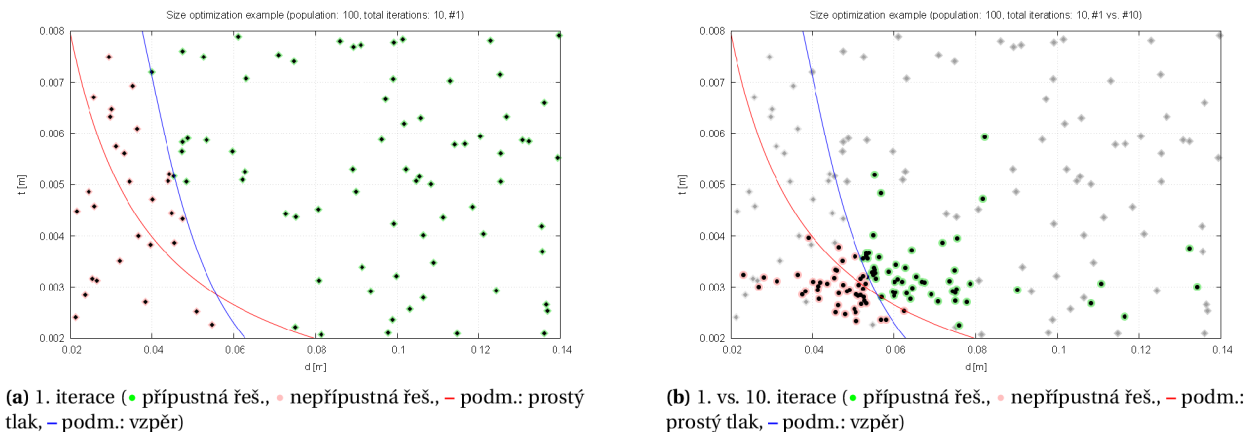 Size optimization example (population: 100, total iterations: 10, #1)
0.008
0.007
0.006
0.005
0.004
0.003
0.002
t [m]
0.02 0.04 0.06 0.08 0.1 0.12 0.14
d [m]
(a) 1. iterace (• přípustná řeš., • nepřípustná řeš., – podm.: prostý
tlak, – podm.: vzpěr)
Size optimization example (population: 100, total iterations: 10, #1 vs. #10)
0.008
0.007
0.006
0.005
0.004
0.003
0.002
t [m]
0.02 0.04 0.06 0.08 0.1 0.12 0.14
d [m]
(b) 1. vs. 10. iterace (• přípustná řeš., • nepřípustná řeš., – podm.:
prostý tlak, – podm.: vzpěr)